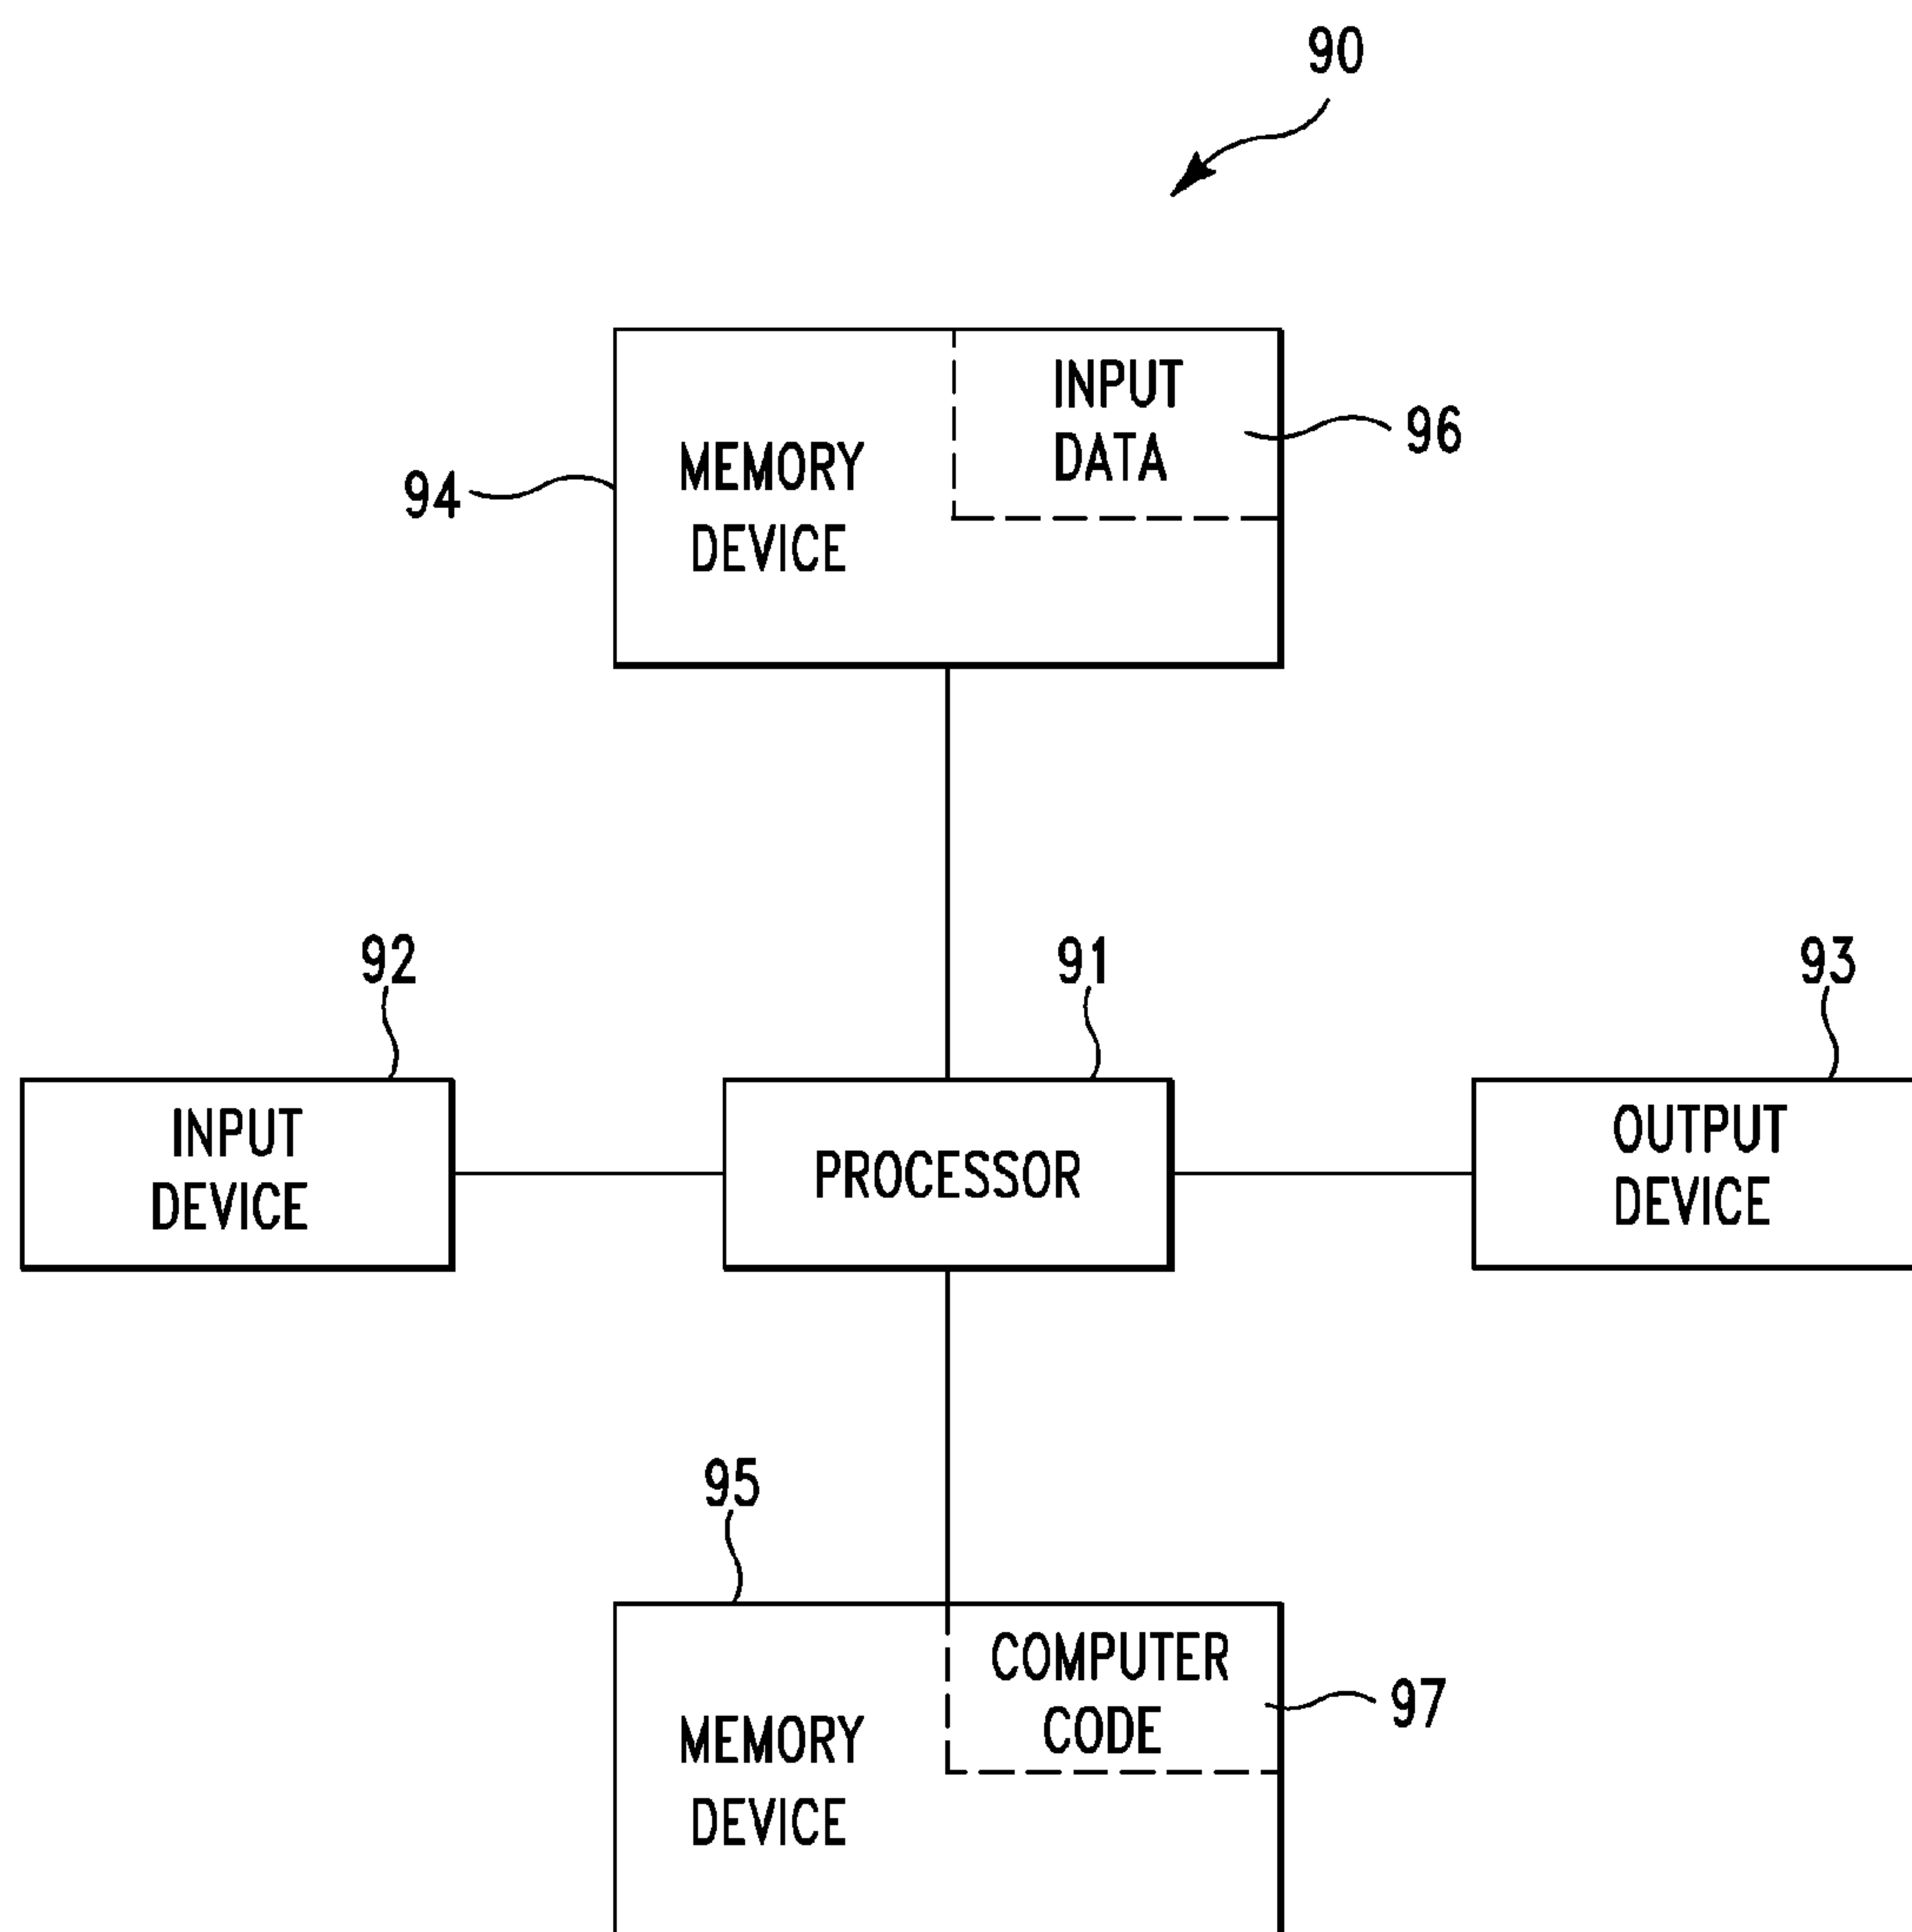 90
INPUT
DATA
96
MEMORY
DEVICE
94
92
91
93
INPUT
DEVICE
PROCESSOR
OUTPUT
DEVICE
95
COMPUTER
CODE
97
MEMORY
DEVICE